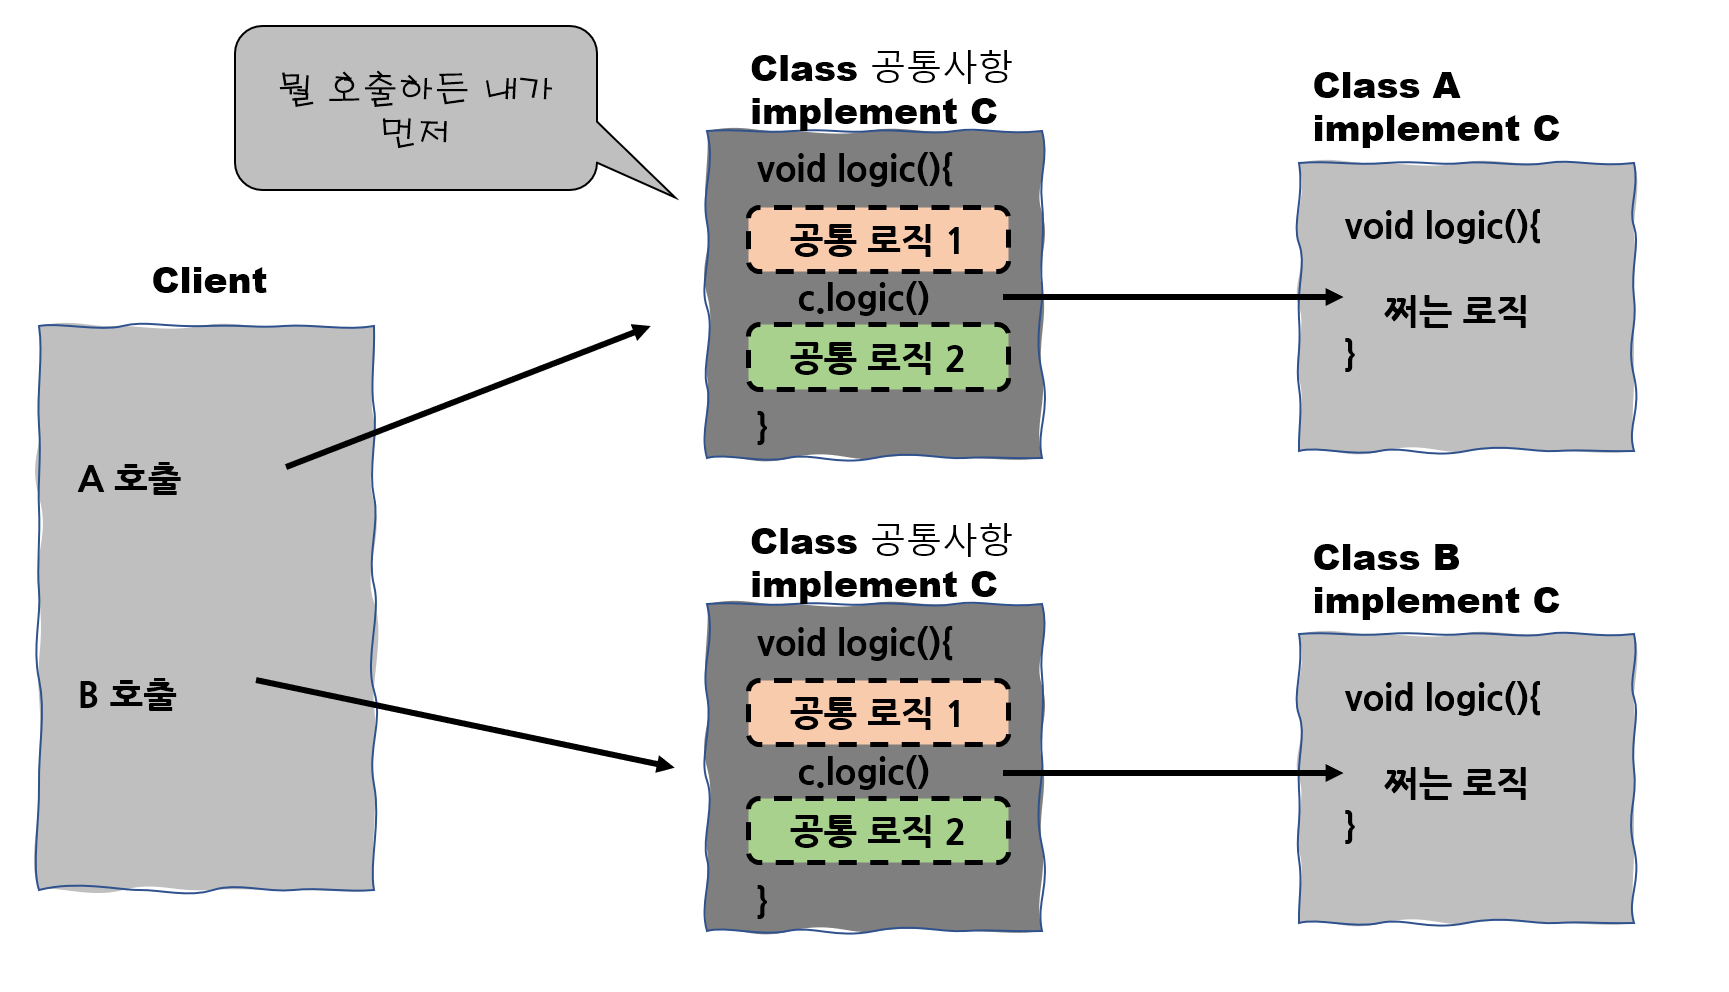 뭘 호출하든 내가
먼저
Client
A 호출
B 호출
Class 공통사항
implement C
void logic(){
공통 로직 1
c.logic()
공통 로직 2
}
Class A
implement C
void logic(){
쩌는 로직
}
Class 공통사항
implement C
void logic(){
공통 로직 1
c.logic()
공통 로직 2
}
Class B
implement C
void logic(){
쩌는 로직
}